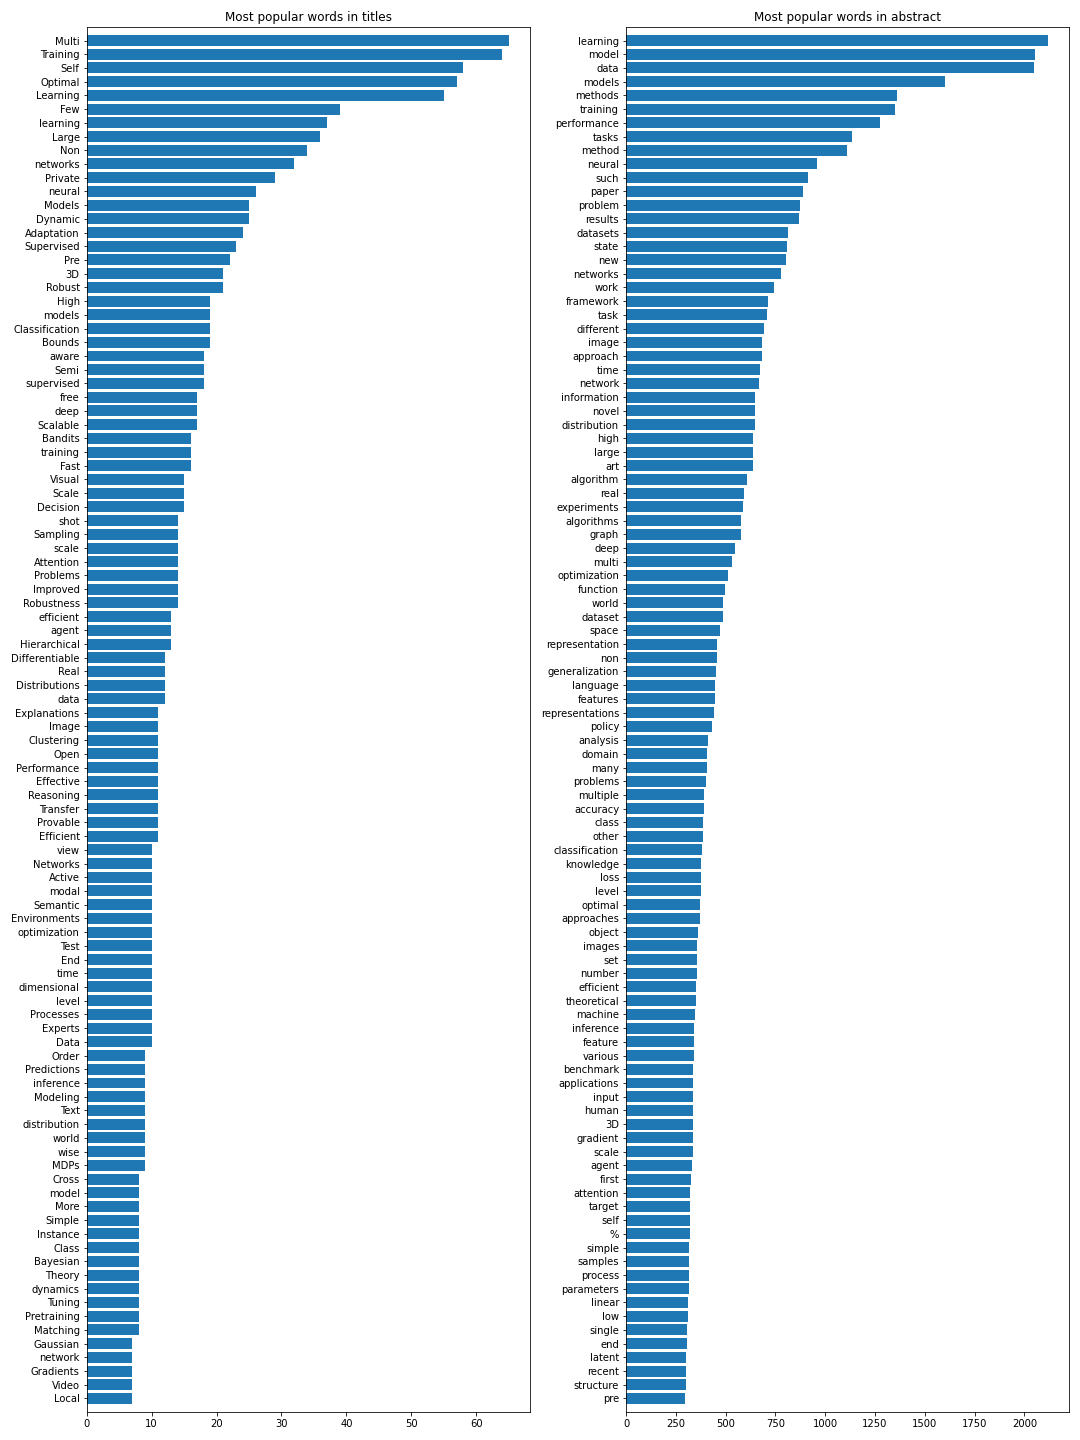 Most popular words in titles
Multi
Training
Self
Optimal
Learning
Few
learning
Large
Non
networks
Private
neural
Models
Dynamic
Adaptation
Supervised
Pre
3D
Robust
High
models
Classification
Bounds
aware
Semi
supervised
free
deep
Scalable
Bandits
training
Fast
Visual
Scale
Decision
shot
Sampling
scale
Attention
Problems
Improved
Robustness
efficient
agent
Hierarchical
Differentiable
Real
Distributions
data
Explanations
Image
Clustering
Open
Performance
Effective
Reasoning
Transfer
Provable
Efficient
view
Networks
Active
modal
Semantic
Environments
optimization
Test
End
time
dimensional
level
Processes
Experts
Data
Order
Predictions
inference
Modeling
Text
distribution
world
wise
MDPs
Cross
model
More
Simple
Instance
Class
Bayesian
Theory
dynamics
Tuning
Pretraining
Matching
Gaussian
network
Gradients
Video
Local
0 10 20 30 40 50 60
Most popular words in abstract
learning
model
data
models
methods
training
performance
tasks
method
neural
such
paper
problem
results
datasets
state
new
networks
work
framework
task
different
image
approach
time
network
information
novel
distribution
high
large
art
algorithm
real
experiments
algorithms
graph
deep
multi
optimization
function
world
dataset
space
representation
non
generalization
language
features
representations
policy
analysis
domain
many
problems
multiple
accuracy
class
other
classification
knowledge
loss
level
optimal
approaches
object
images
set
number
efficient
theoretical
machine
inference
feature
various
benchmark
applications
input
human
3D
gradient
scale
agent
first
attention
target
self
%
simple
samples
process
parameters
linear
low
single
end
latent
recent
structure
pre
0 250 500 750 1000 1250 1500 1750 2000